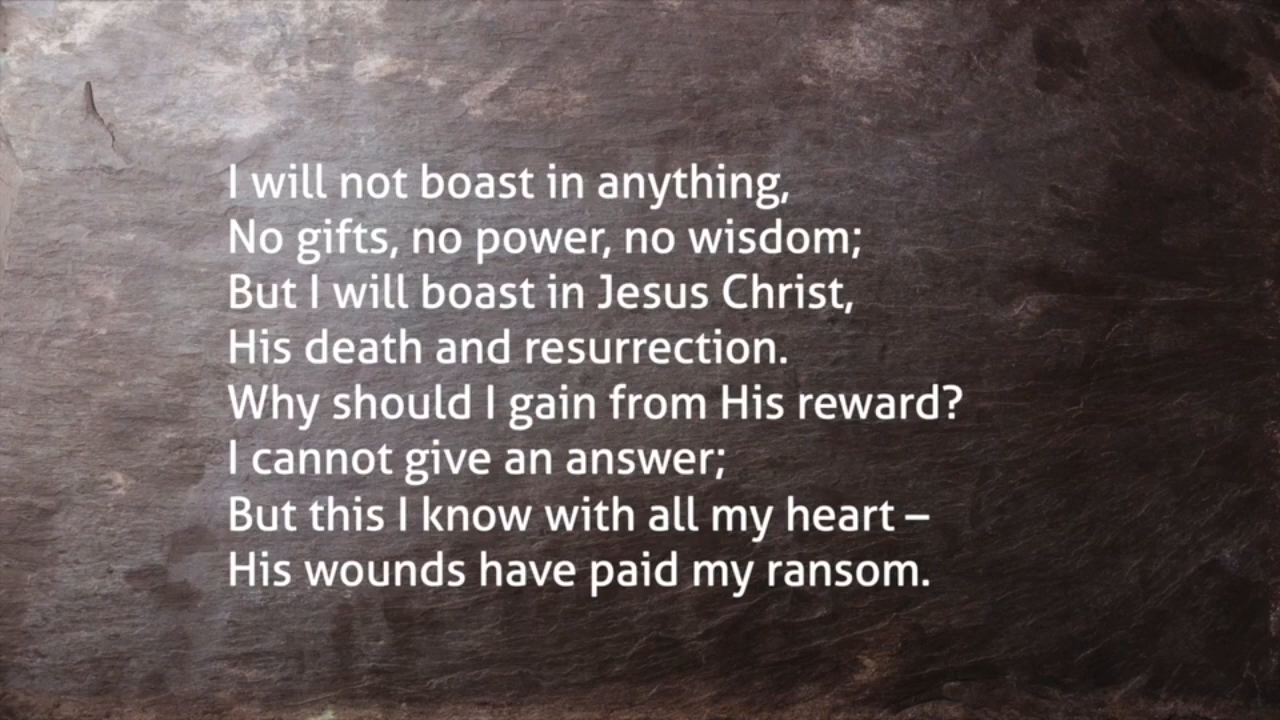 I will not boast in anything,
No gifts, no power, no wisdom;
But I will boast in Jesus Christ,
His death and resurrection.
Why should I gain from His reward?
I cannot give an answer;
But this I know with all my heart –
His wounds have paid my ransom.